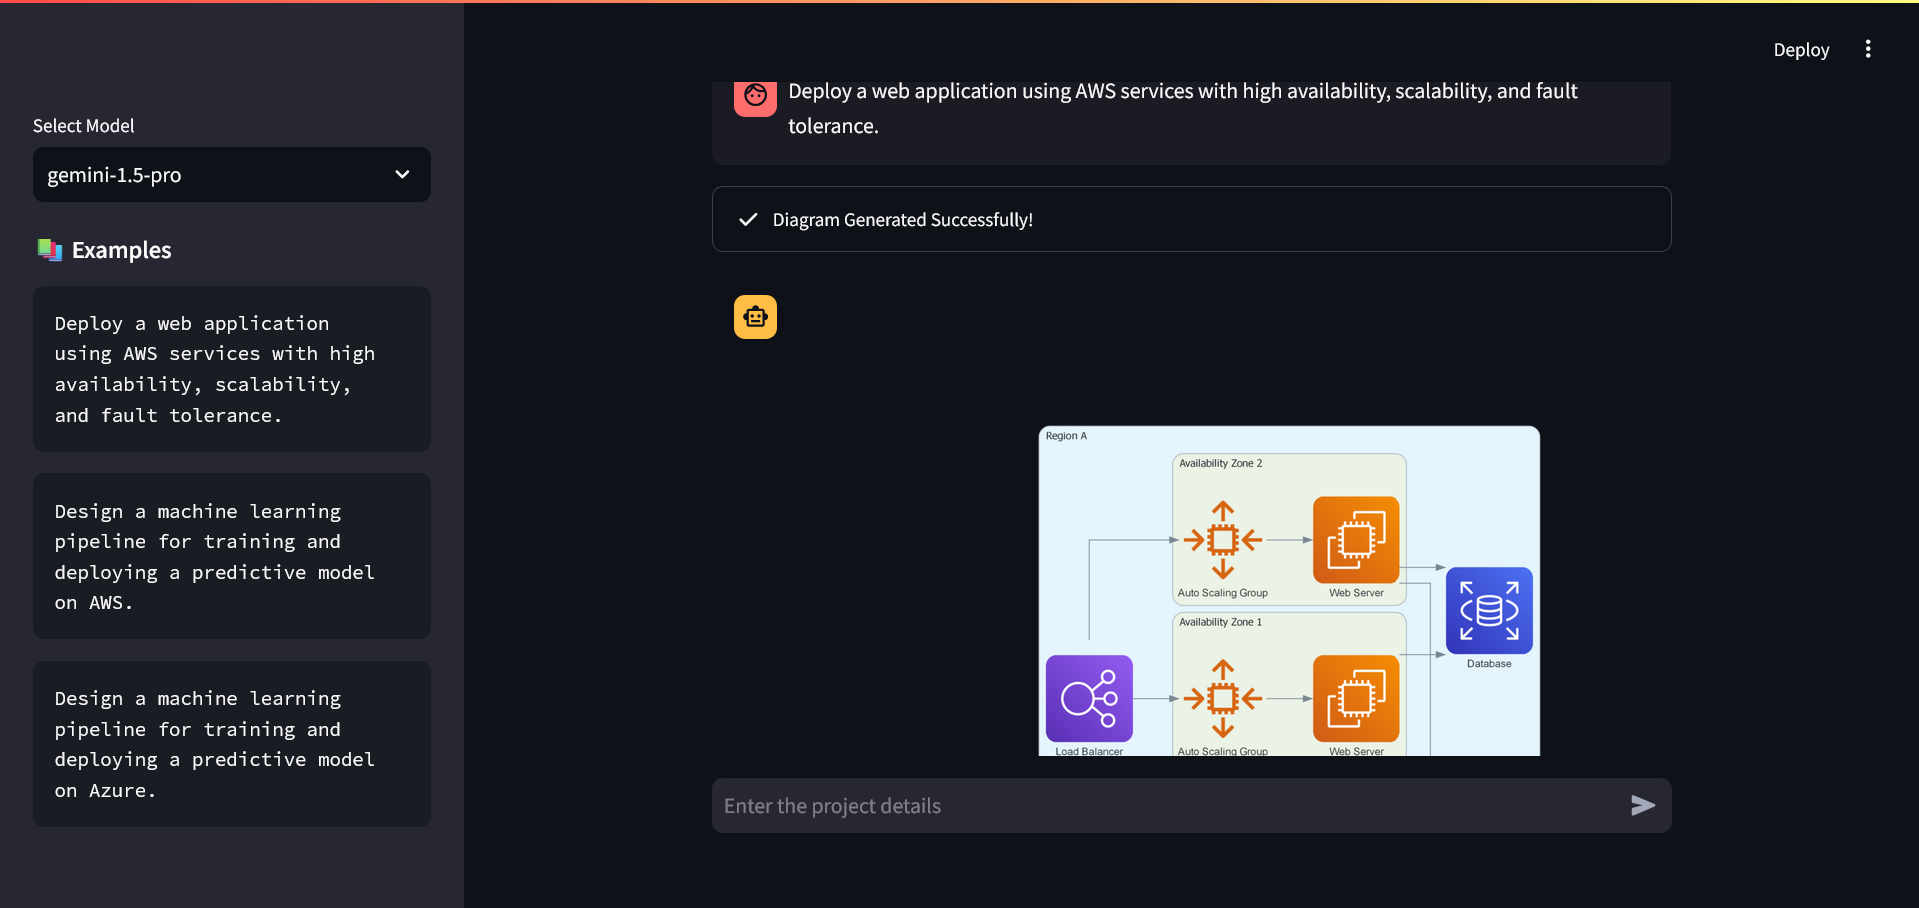 Deploy
Select Model
gemini-1.5-pro
Examples
Deploy a web application
using AWS services with high
availability, scalability,
and fault tolerance.
Design a machine learning
pipeline for training and
deploying a predictive model
on AWS.
Design a machine learning
pipeline for training and
deploying a predictive model
on Azure.
Deploy a web application using AWS services with high availability, scalability, and fault
tolerance.
Diagram Generated Successfully!
Region A
Availability Zone 2
Auto Scaling Group
Web Server
Availability Zone 1
Database
Load Balancer
Auto Scaling Group
Web Server
Enter the project details